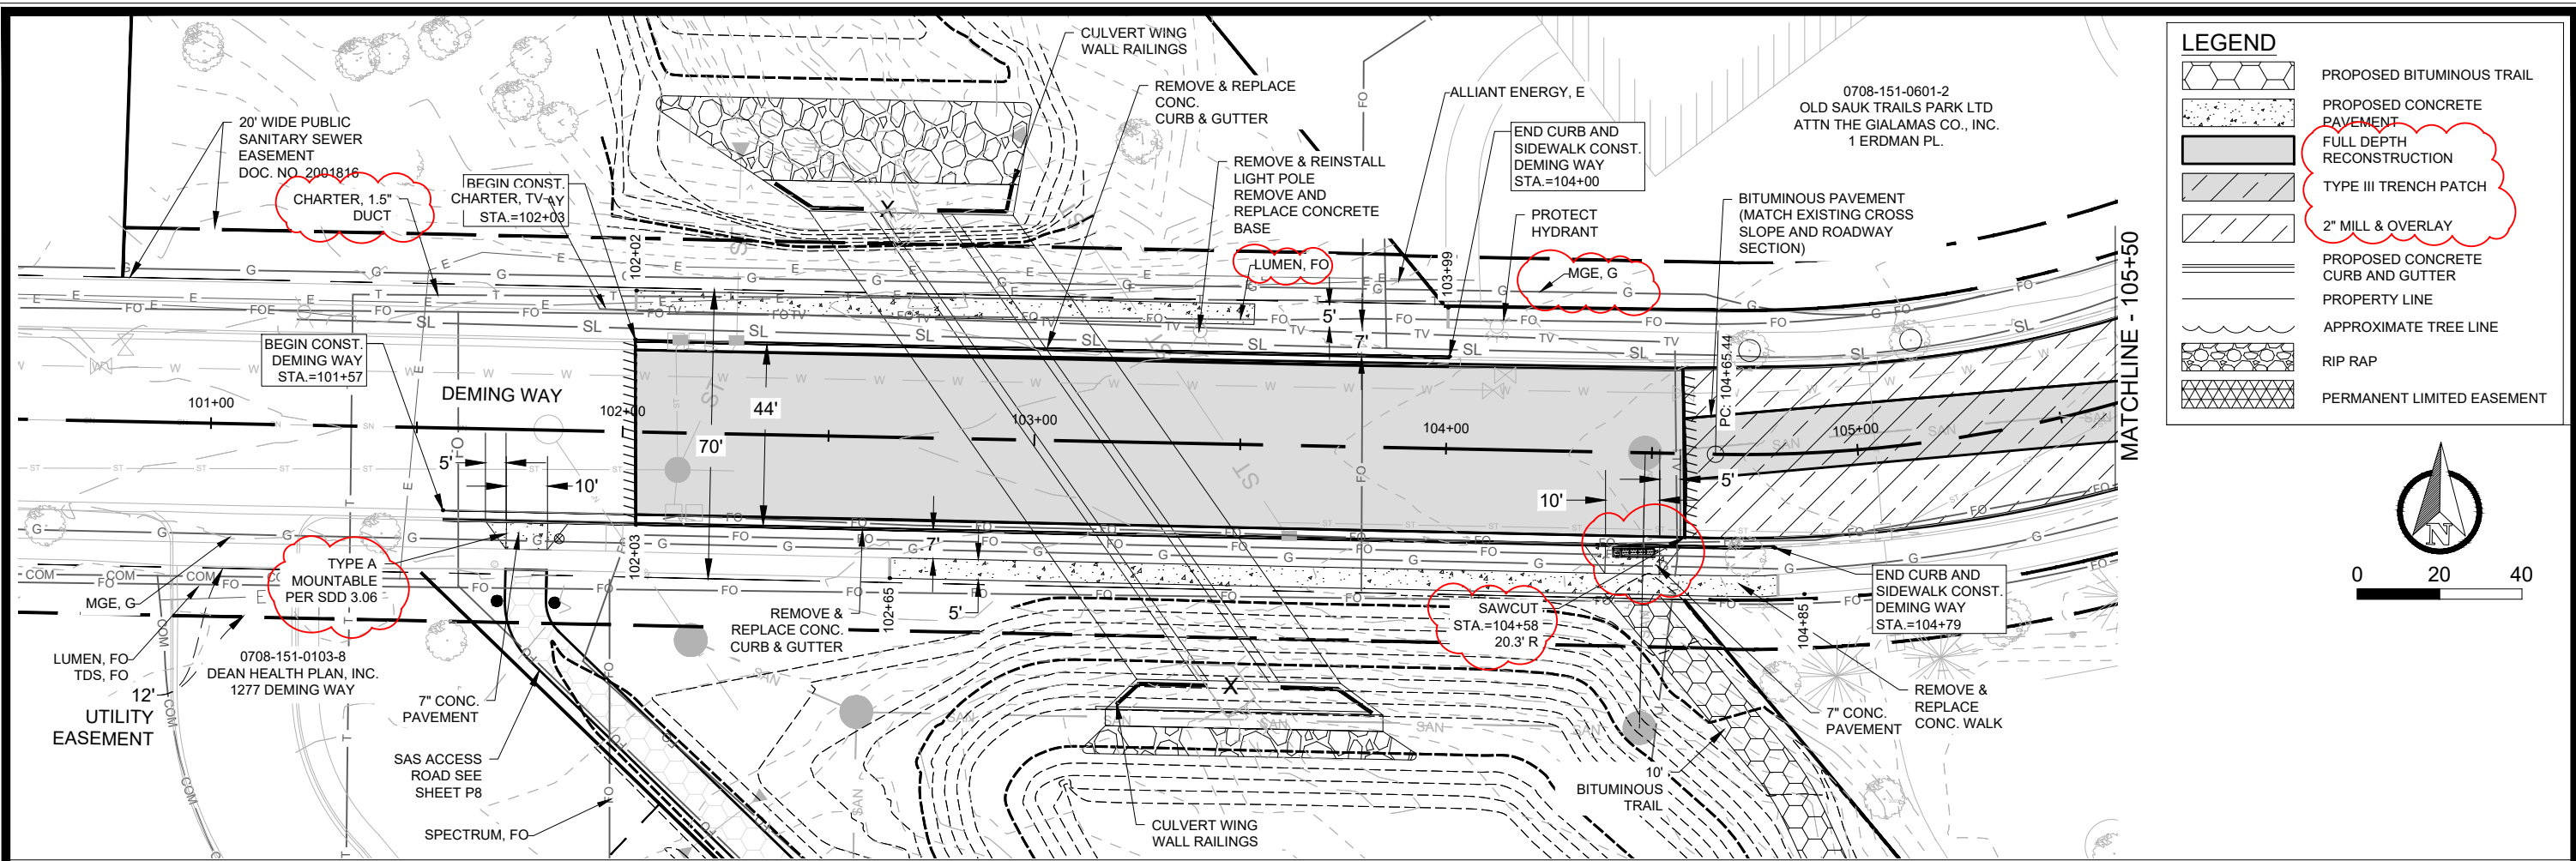 CULVERT WING
WALL RAILINGS
REMOVE & REPLACE
CONC.
CURB & GUTTER
ALLIANT ENERGY, E
0708-151-0601-2
OLD SAUK TRAILS PARK LTD
ATTN THE GIALAMAS CO., INC.
1 ERDMAN PL.
20' WIDE PUBLIC
SANITARY SEWER
EASEMENT
DOC. NO. 2001816
CHARTER, 1.5"
DUCT
BEGIN CONST.
CHARTER, TV AY
STA.=102+03
REMOVE & REINSTALL
LIGHT POLE
REMOVE AND
REPLACE CONCRETE
BASE
LUMEN, FO
END CURB AND
SIDEWALK CONST.
DEMING WAY
STA.=104+00
PROTECT
HYDRANT
MGE, G
BITUMINOUS PAVEMENT
(MATCH EXISTING CROSS
SLOPE AND ROADWAY
SECTION)
102+02
103+99
5'
7'
BEGIN CONST.
DEMING WAY
STA.=101+57
DEMING WAY
101+00
102+00
103+00
104+00
105+00
44'
70'
PC: 104+65.44
MATCHLINE - 105+50
5'
10'
10'
5'
TYPE A
MOUNTABLE
PER SDD 3.06
MGE, G
102+03
7'
5'
102+65
REMOVE &
REPLACE CONC.
CURB & GUTTER
SAWCUT
STA.=104+58
20.3' R
END CURB AND
SIDEWALK CONST.
DEMING WAY
STA.=104+79
104+85
LUMEN, FO
TDS, FO
0708-151-0103-8
DEAN HEALTH PLAN, INC.
1277 DEMING WAY
12'
UTILITY
EASEMENT
7" CONC.
PAVEMENT
SAS ACCESS
ROAD SEE
SHEET P8
SPECTRUM, FO
CULVERT WING
WALL RAILINGS
10'
BITUMINOUS
TRAIL
7" CONC.
PAVEMENT
REMOVE &
REPLACE
CONC. WALK
LEGEND
PROPOSED BITUMINOUS TRAIL
PROPOSED CONCRETE
PAVEMENT
FULL DEPTH
RECONSTRUCTION
TYPE III TRENCH PATCH
2" MILL & OVERLAY
PROPOSED CONCRETE
CURB AND GUTTER
PROPERTY LINE
APPROXIMATE TREE LINE
RIP RAP
PERMANENT LIMITED EASEMENT
N
0 20 40